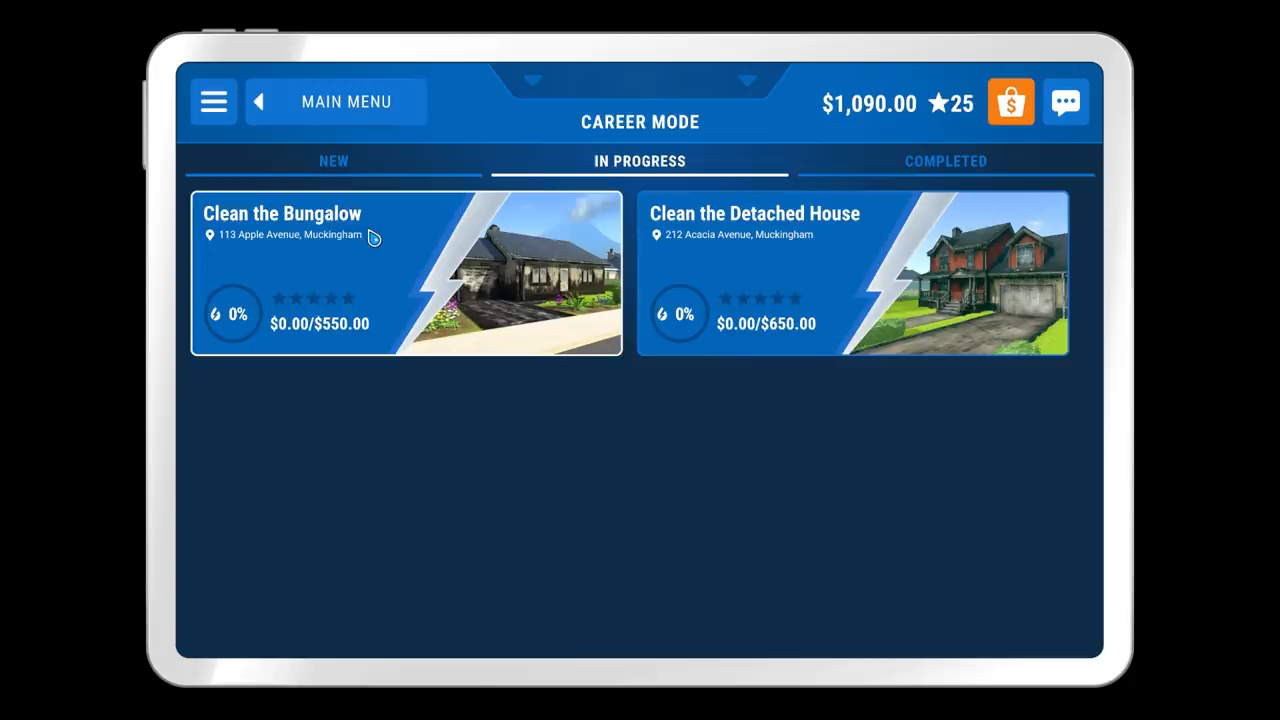 MAIN MENU
CAREER MODE
$1,090.00 ★25
$
NEW
IN PROGRESS
COMPLETED
Clean the Bungalow
113 Apple Avenue, Muckingham
0%
$0.00/$550.00
Clean the Detached House
212 Acacia Avenue, Muckingham
0%
$0.00/$650.00